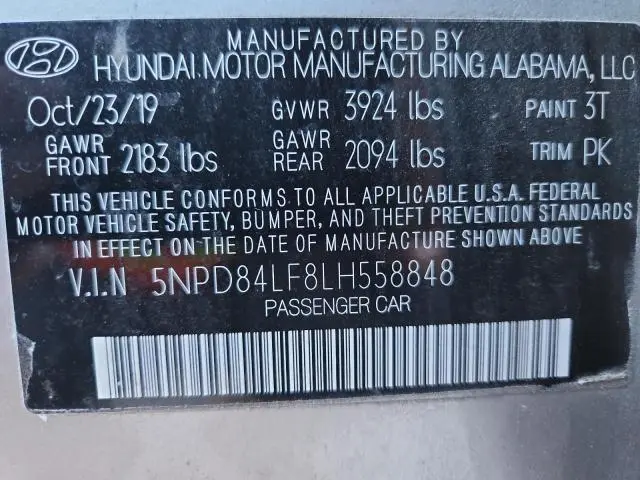 MANUFACTURED BY
HYUNDAI MOTOR MANUFACTURING ALABAMA, LLC
Oct/23/19 GVWR 3924 lbs PAINT 3T
GAWR FRONT 2183 lbs GAWR REAR 2094 lbs TRIM PK
THIS VEHICLE CONFORMS TO ALL APPLICABLE U.S.A. FEDERAL
MOTOR VEHICLE SAFETY, BUMPER, AND THEFT PREVENTION STANDARDS
IN EFFECT ON THE DATE OF MANUFACTURE SHOWN ABOVE
V.I.N 5NPD84LF8LH558848
PASSENGER CAR